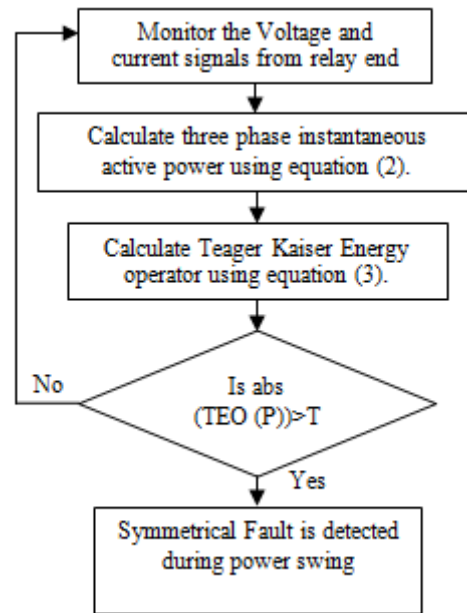 Monitor the Voltage and
current signals from relay end
Calculate three phase instantaneous
active power using equation (2).
Calculate Teager Kaiser Energy
operator using equation (3).
No
Is abs
(TEO (P))>T
Yes
Symmetrical Fault is detected
during power swing